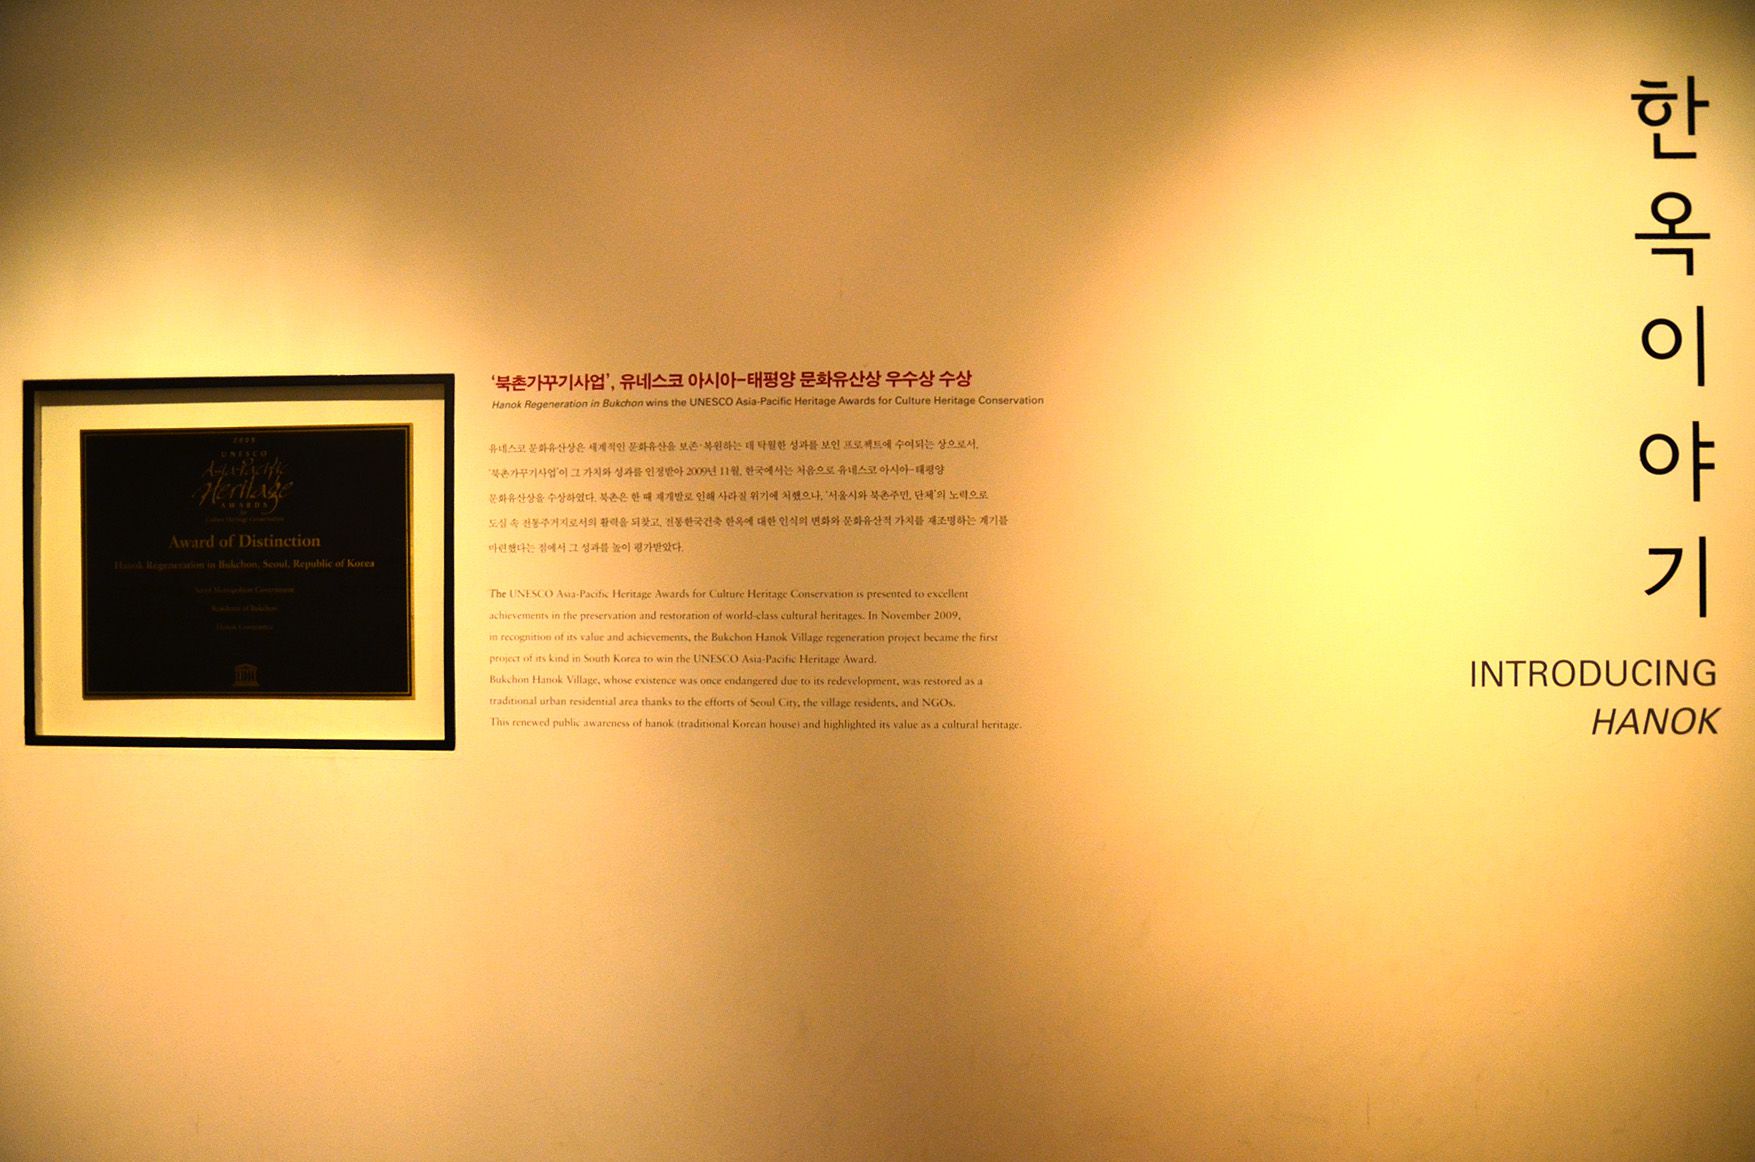 2009
UNESCO
Asia-Pacific
Heritage
AWARDS
for
Culture Heritage Conservation
Award of Distinction
Hanok Regeneration in Bukchon, Seoul, Republic of Korea
Seoul Metropolitan Government
Residents of Bukchon
'북촌가꾸기사업', 유네스코 아시아-태평양 문화유산상 우수상 수상
Hanok Regeneration in Bukchon wins the UNESCO Asia-Pacific Heritage Awards for Culture Heritage Conservation
유네스코 문화유산상은 세계적인 문화유산을 보존·복원하는 데 탁월한 성과를 보인 프로젝트에 수여되는 상으로서,
'북촌가꾸기사업'이 그 가치와 성과를 인정받아 2009년 11월, 한국에서는 처음으로 유네스코 아시아-태평양
문화유산상을 수상하였다. 북촌은 한 때 재개발로 인해 사라질 위기에 처했으나, '서울시와 북촌주민, 단체'의 노력으로
도심 속 전통주거지로서의 활력을 되찾고, 전통한국건축 한옥에 대한 인식의 변화와 문화유산적 가치를 재조명하는 계기를
마련했다는 점에서 그 성과를 높이 평가받았다.
The UNESCO Asia-Pacific Heritage Awards for Culture Heritage Conservation is presented to excellent
achievements in the preservation and restoration of world-class cultural heritages. In November 2009,
in recognition of its value and achievements, the Bukchon Hanok Village regeneration project became the first
project of its kind in South Korea to win the UNESCO Asia-Pacific Heritage Award.
Bukchon Hanok Village, whose existence was once endangered due to its redevelopment, was restored as a
traditional urban residential area thanks to the efforts of Seoul City, the village residents, and NGOs.
This renewed public awareness of hanok (traditional Korean house) and highlighted its value as a cultural heritage.
한옥이야기
INTRODUCING
HANOK